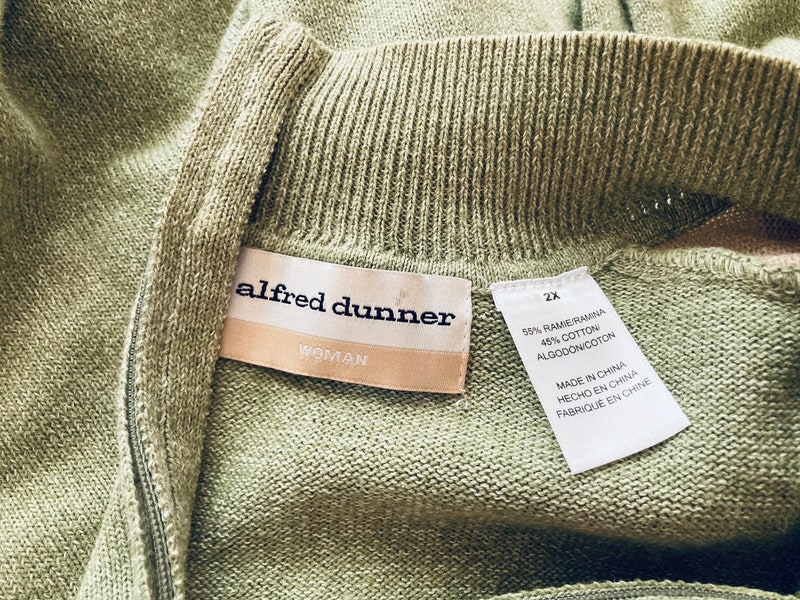 alfred dunner
WOMAN
2X
55% RAMIE/RAMINA
45% COTTON/
ALGODON/COTON
MADE IN CHINA
HECHO EN CHINA
FABRIQUÉ EN CHINE